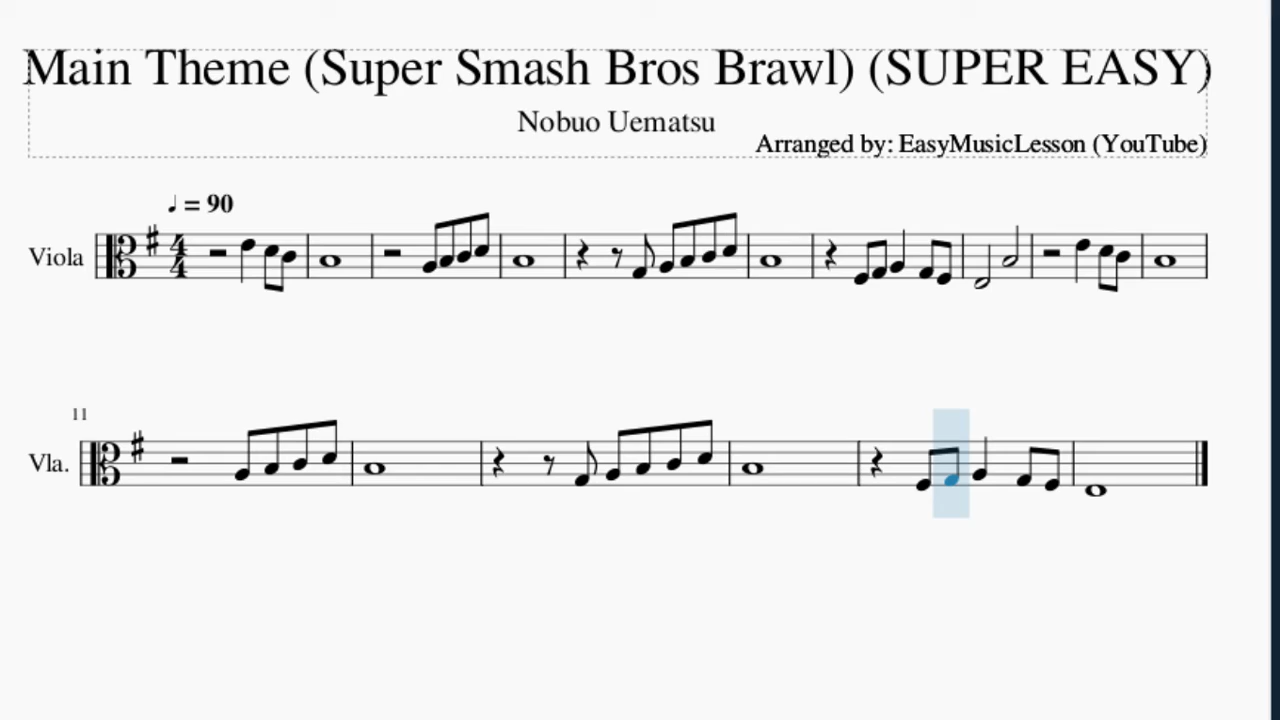 Main Theme (Super Smash Bros Brawl) (SUPER EASY)
Nobuo Uematsu
Arranged by: EasyMusicLesson (YouTube)
♩ = 90
Viola
4
4
11
Vla.